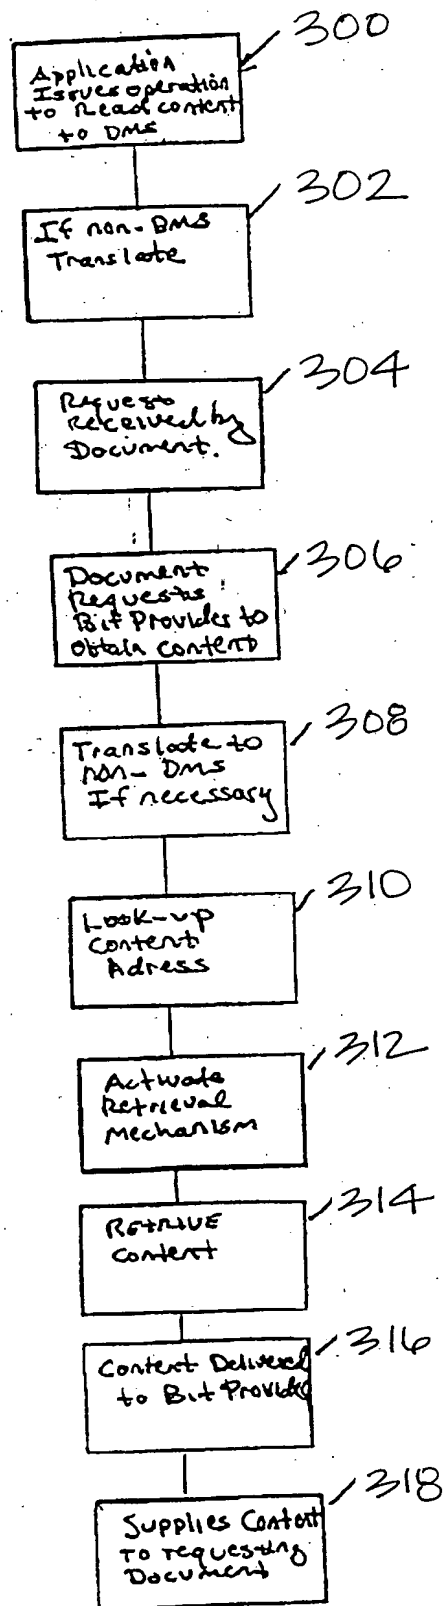 300
Application
Issues operation
to Read content
to DMS
302
If non-DMS
Translate
304
Request
Received by
Document.
306
Document
Requests
Bit Provider to
obtain content
308
Translate to
non-DMS
If necessary
310
Look-up
Content
Adress
312
Activate
Retrieval
Mechanism
314
Retrive
Content
316
Content Delivered
to Bit Provider
318
Supplies Content
to requesting
Document